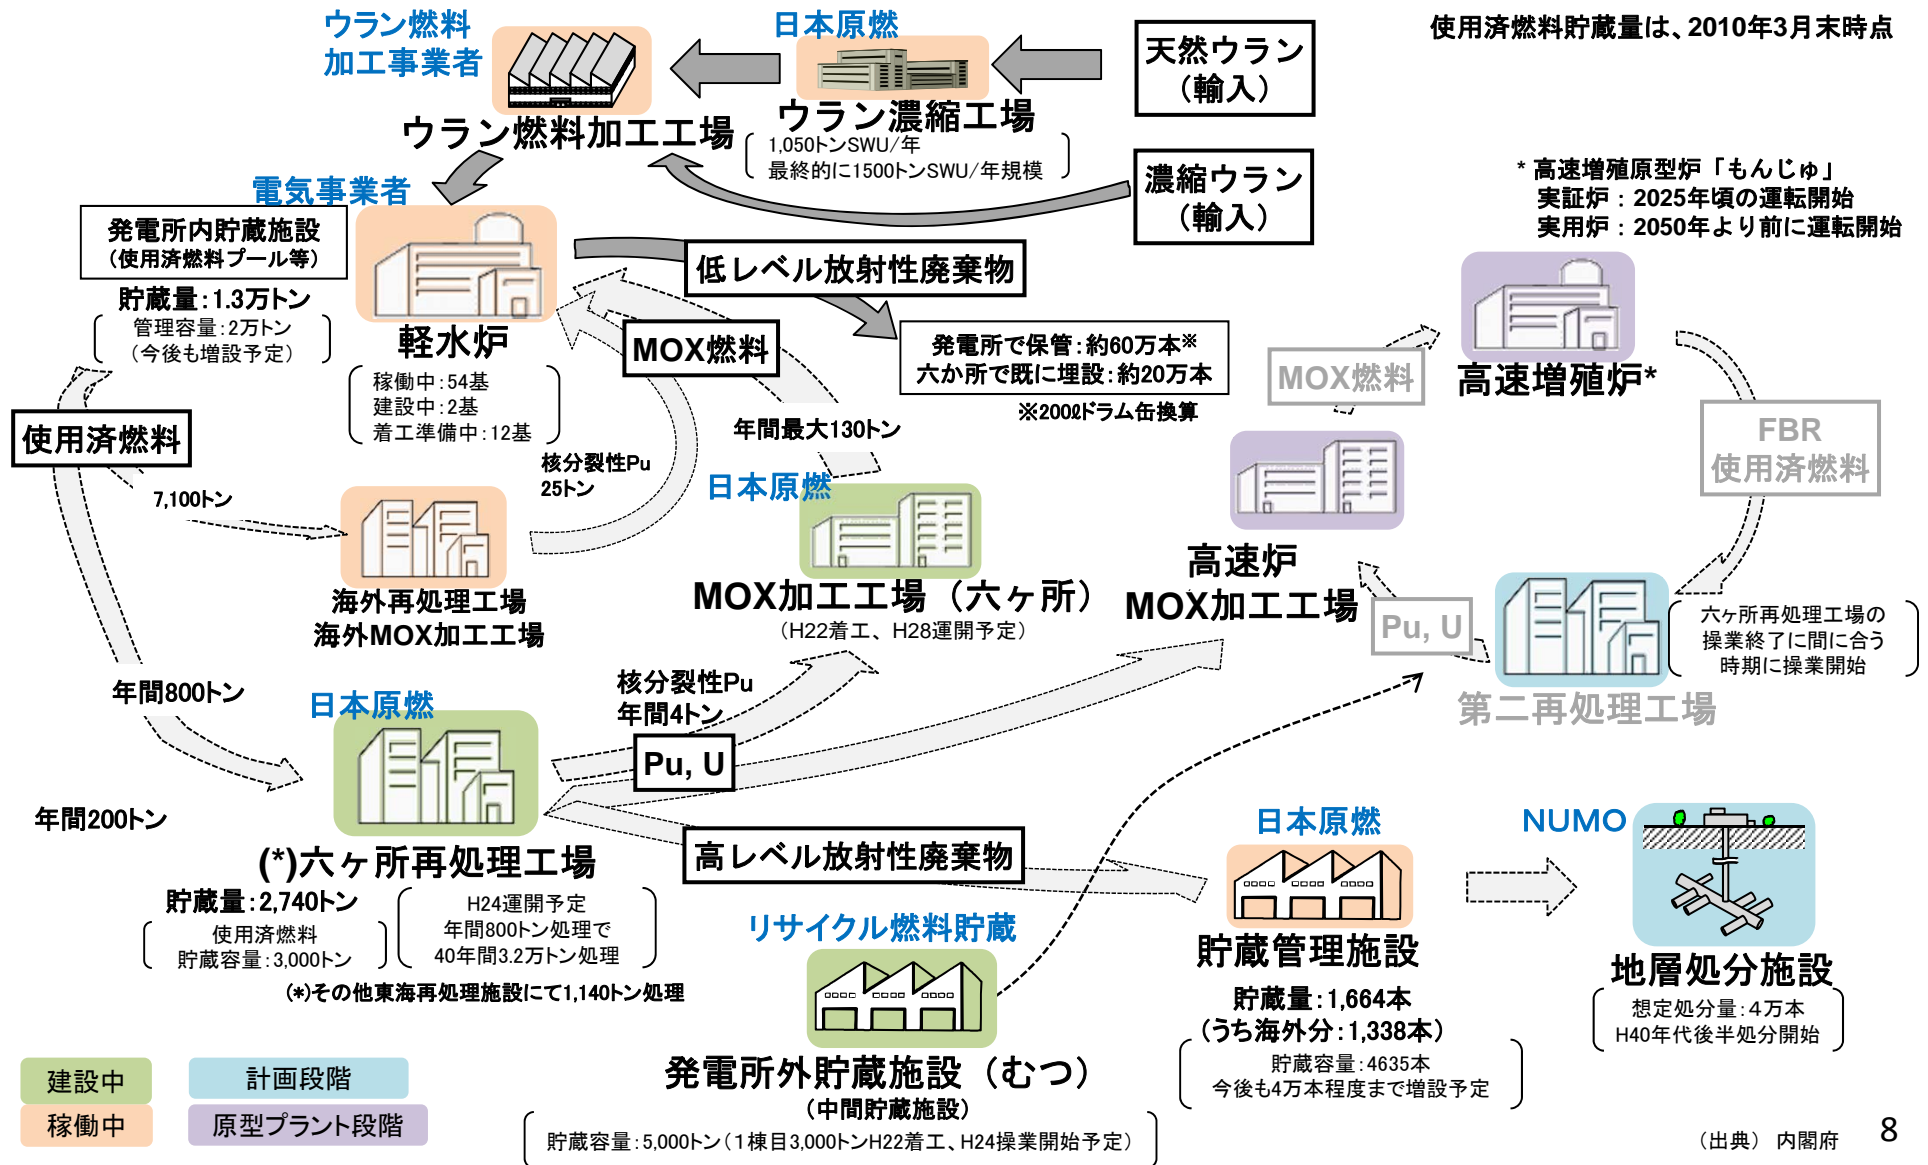 使用済燃料貯蔵量は、2010年3月末時点
ウラン燃料
加工事業者
ウラン燃料加工工場
日本原燃
ウラン濃縮工場
1,050トンSWU/年
最終的に1500トンSWU/年規模
天然ウラン
（輸入）
濃縮ウラン
（輸入）
* 高速増殖原型炉「もんじゅ」
実証炉：2025年頃の運転開始
実用炉：2050年より前に運転開始
電気事業者
発電所内貯蔵施設
（使用済燃料プール等）
貯蔵量：1.3万トン
管理容量：2万トン
（今後も増設予定）
軽水炉
稼働中：54基
建設中：2基
着工準備中：12基
低レベル放射性廃棄物
発電所で保管：約60万本※
六か所で既に埋設：約20万本
※200ℓドラム缶換算
MOX燃料
MOX燃料
高速増殖炉*
FBR
使用済燃料
使用済燃料
7,100トン
核分裂性Pu
25トン
年間最大130トン
海外再処理工場
海外MOX加工工場
日本原燃
MOX加工工場（六ヶ所）
（H22着工、H28運開予定）
高速炉
MOX加工工場
Pu, U
第二再処理工場
六ヶ所再処理工場の
操業終了に間に合う
時期に操業開始
年間800トン
年間200トン
日本原燃
核分裂性Pu
年間4トン
Pu, U
(*)六ヶ所再処理工場
貯蔵量：2,740トン
使用済燃料
貯蔵容量：3,000トン
H24運開予定
年間800トン処理で
40年間3.2万トン処理
(*)その他東海再処理施設にて1,140トン処理
高レベル放射性廃棄物
日本原燃
貯蔵管理施設
貯蔵量：1,664本
（うち海外分：1,338本）
貯蔵容量：4635本
今後も4万本程度まで増設予定
NUMO
地層処分施設
想定処分量：4万本
H40年代後半処分開始
リサイクル燃料貯蔵
発電所外貯蔵施設（むつ）
（中間貯蔵施設）
貯蔵容量：5,000トン（1棟目3,000トンH22着工、H24操業開始予定）
建設中
計画段階
稼働中
原型プラント段階
（出典） 内閣府
8